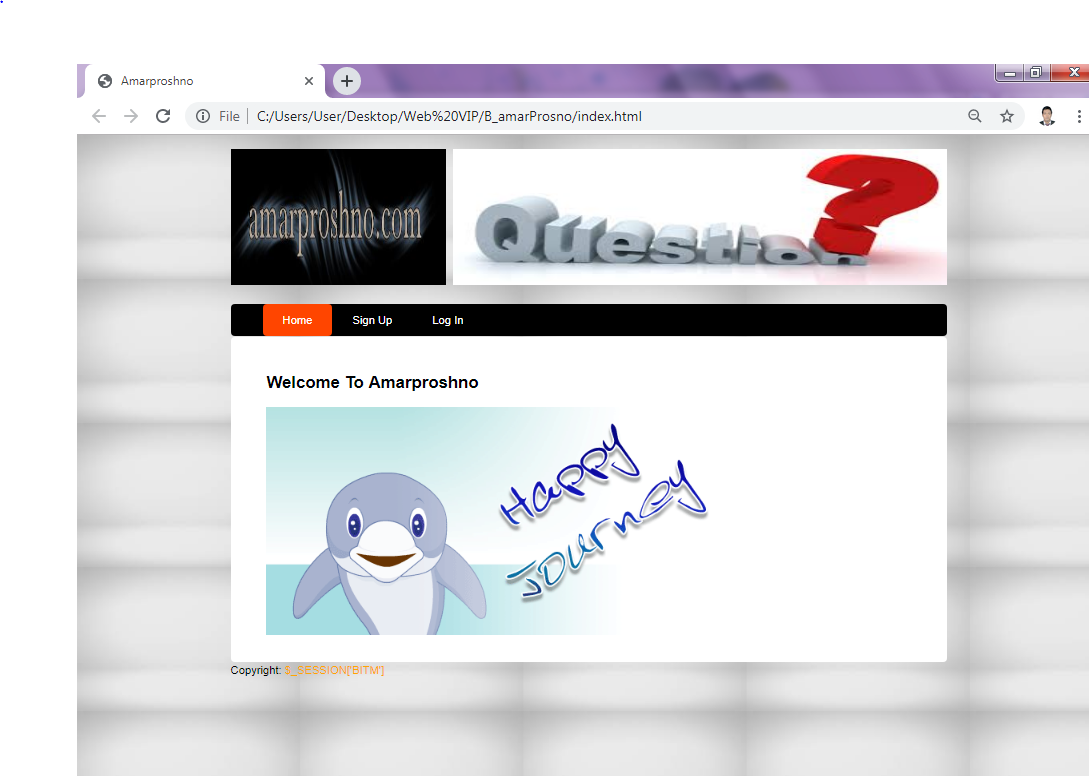 Amarproshno
File C:/Users/User/Desktop/Web%20VIP/B_amarProsno/index.html
amarproshno.com
Question?
Home Sign Up Log In
Welcome To Amarproshno
Happy
Journey
Copyright: $_SESSION['BITM']